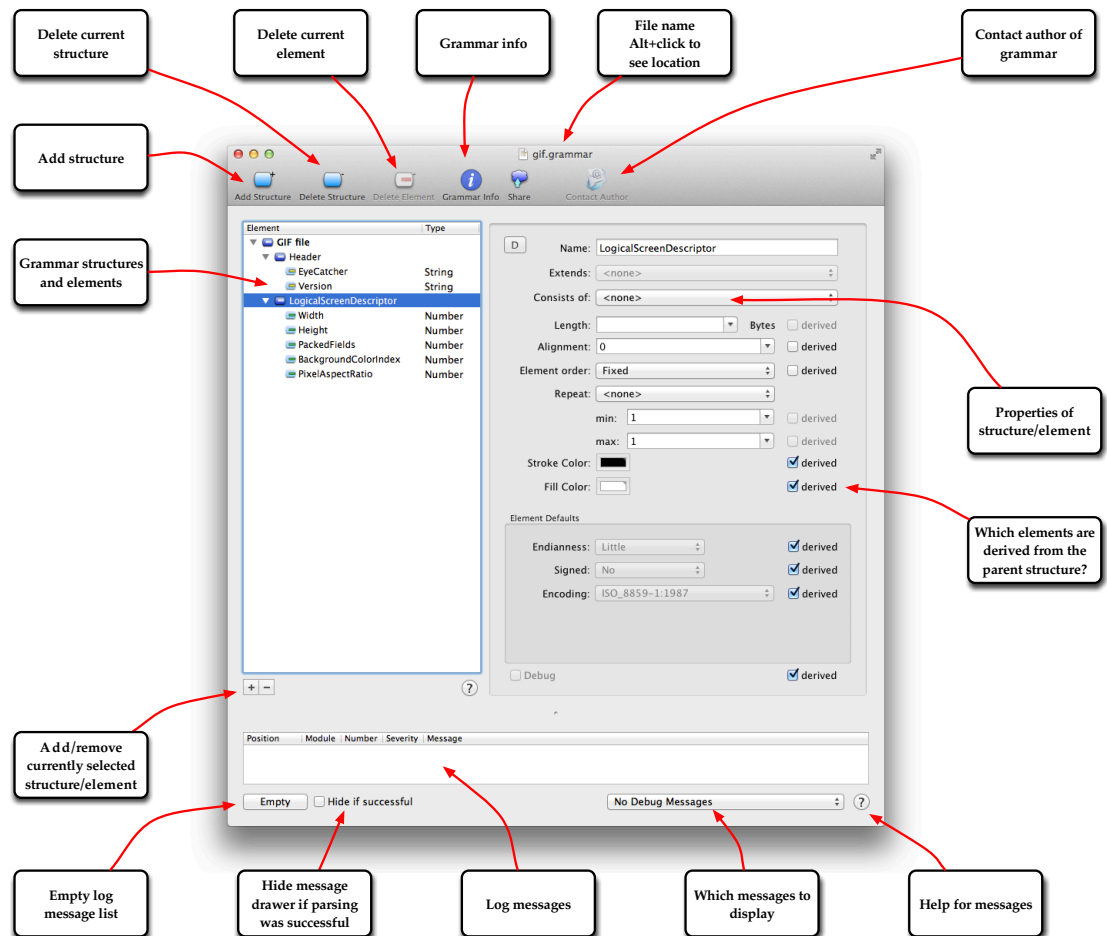 Delete current
structure
Delete current
element
Grammar info
File name
Alt+click to
see location
Contact author of
grammar
Add structure
gif.grammar
Add Structure Delete Structure Delete Element Grammar Info Share Contact Author
Grammar structures
and elements
Element Type
GIF file
Header
EyeCatcher String
Version String
LogicalScreenDescriptor
Width Number
Height Number
PackedFields Number
BackgroundColorIndex Number
PixelAspectRatio Number
D Name: LogicalScreenDescriptor
Extends: <none>
Consists of: <none>
Length: Bytes derived
Alignment: 0 derived
Element order: Fixed derived
Repeat: <none>
min: 1 derived
max: 1 derived
Stroke Color: derived
Fill Color: derived
Element Defaults
Endianness: Little derived
Signed: No derived
Encoding: ISO_8859-1:1987 derived
Debug derived
Properties of
structure/element
Which elements are
derived from the
parent structure?
+ − ?
Add/remove
currently selected
structure/element
Position Module Number Severity Message
Empty Hide if successful No Debug Messages ?
Empty log
message list
Hide message
drawer if parsing
was successful
Log messages
Which messages to
display
Help for messages